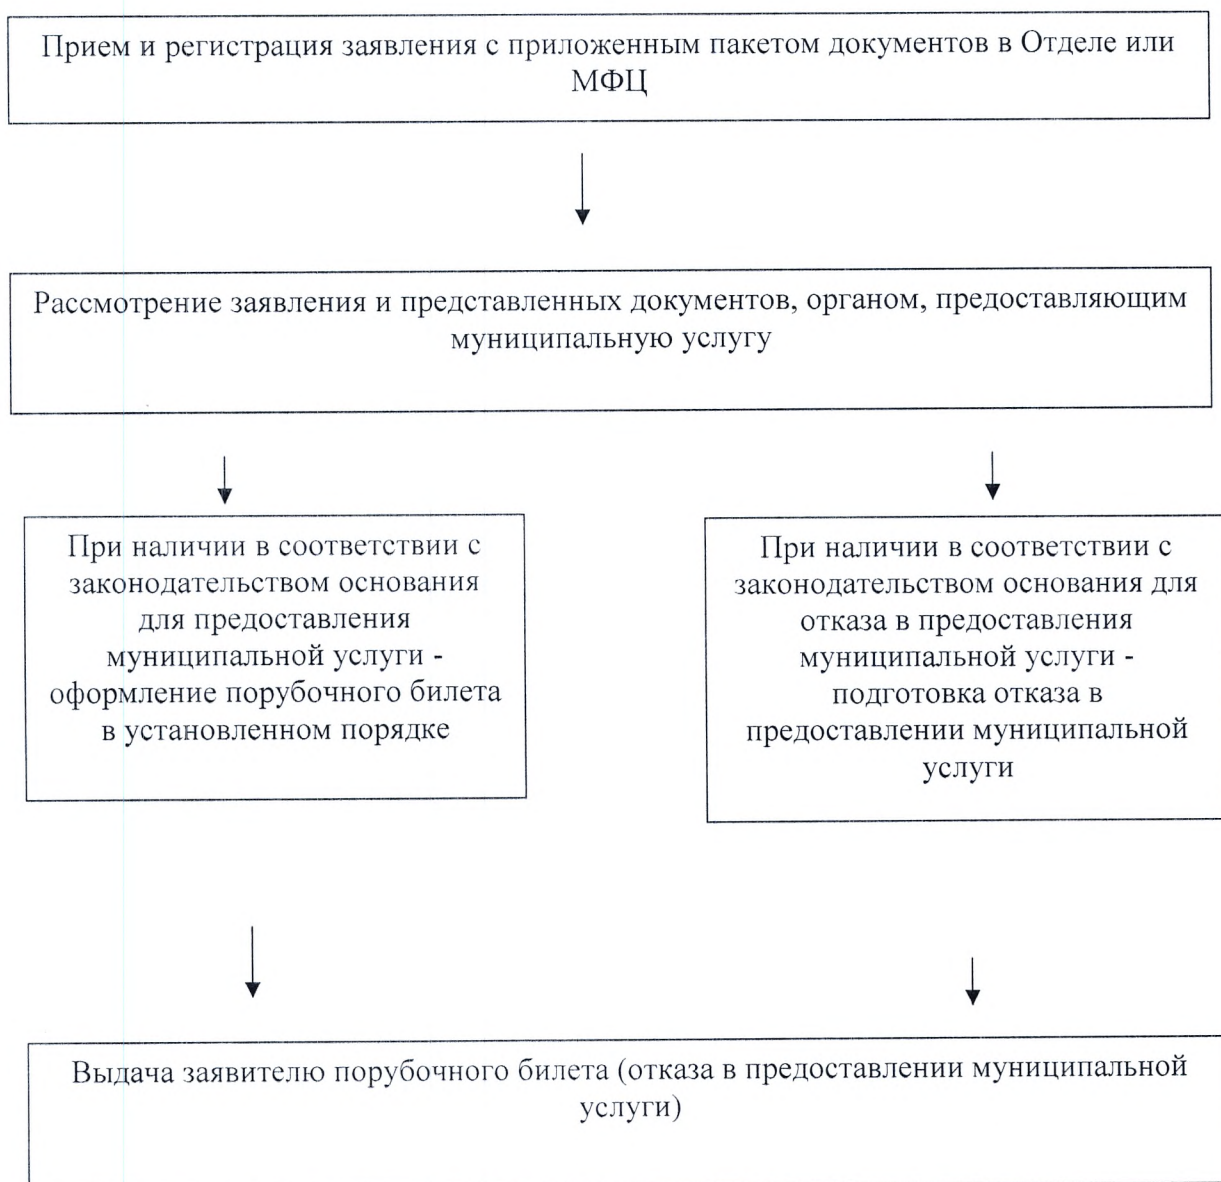 Прием и регистрация заявления с приложенным пакетом документов в Отделе или
МФЦ
Рассмотрение заявления и представленных документов, органом, предоставляющим
муниципальную услугу
При наличии в соответствии с
законодательством основания
для предоставления
муниципальной услуги -
оформление порубочного билета
в установленном порядке
При наличии в соответствии с
законодательством основания для
отказа в предоставления
муниципальной услуги -
подготовка отказа в
предоставлении муниципальной
услуги
Выдача заявителю порубочного билета (отказа в предоставлении муниципальной
услуги)